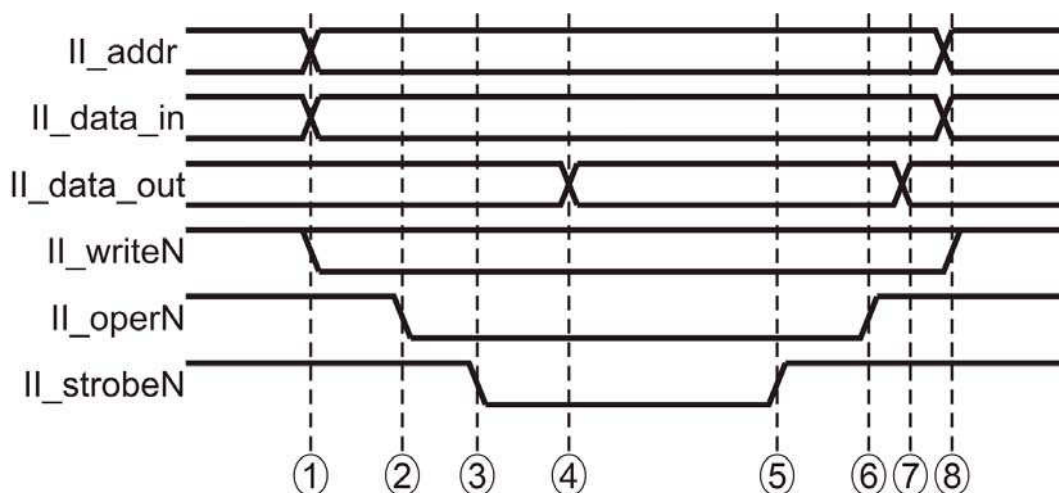 II_addr
II_data_in
II_data_out
II_writeN
II_operN
II_strobeN
① ② ③ ④ ⑤ ⑥ ⑦ ⑧